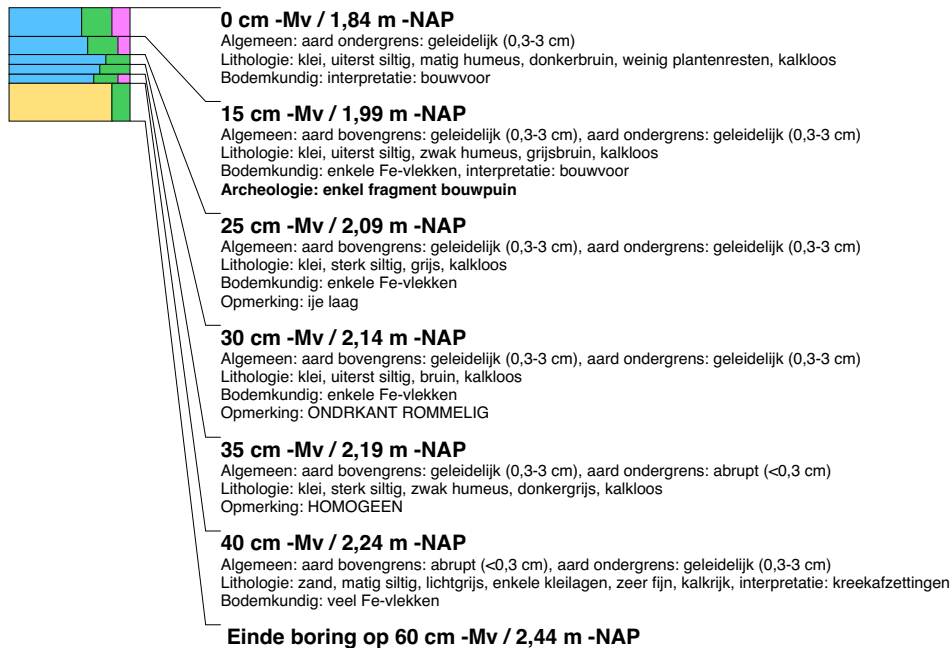 0 cm -Mv / 1,84 m -NAP
Algemeen: aard ondergrens: geleidelijk (0,3-3 cm)
Lithologie: klei, uiterst siltig, matig humeus, donkerbruin, weinig plantenresten, kalkloos
Bodemkundig: interpretatie: bouwvoor
15 cm -Mv / 1,99 m -NAP
Algemeen: aard bovengrens: geleidelijk (0,3-3 cm), aard ondergrens: geleidelijk (0,3-3 cm)
Lithologie: klei, uiterst siltig, zwak humeus, grijsbruin, kalkloos
Bodemkundig: enkele Fe-vlekken, interpretatie: bouwvoor
Archeologie: enkel fragment bouwpuin
25 cm -Mv / 2,09 m -NAP
Algemeen: aard bovengrens: geleidelijk (0,3-3 cm), aard ondergrens: geleidelijk (0,3-3 cm)
Lithologie: klei, sterk siltig, grijs, kalkloos
Bodemkundig: enkele Fe-vlekken
Opmerking: ije laag
30 cm -Mv / 2,14 m -NAP
Algemeen: aard bovengrens: geleidelijk (0,3-3 cm), aard ondergrens: geleidelijk (0,3-3 cm)
Lithologie: klei, uiterst siltig, bruin, kalkloos
Bodemkundig: enkele Fe-vlekken
Opmerking: ONDRKANT ROMMELIG
35 cm -Mv / 2,19 m -NAP
Algemeen: aard bovengrens: geleidelijk (0,3-3 cm), aard ondergrens: abrupt (<0,3 cm)
Lithologie: klei, sterk siltig, zwak humeus, donkergrijs, kalkloos
Opmerking: HOMOGEEN
40 cm -Mv / 2,24 m -NAP
Algemeen: aard bovengrens: abrupt (<0,3 cm), aard ondergrens: geleidelijk (0,3-3 cm)
Lithologie: zand, matig siltig, lichtgrijs, enkele kleilagen, zeer fijn, kalkrijk, interpretatie: kreekafzettingen
Bodemkundig: veel Fe-vlekken
Einde boring op 60 cm -Mv / 2,44 m -NAP